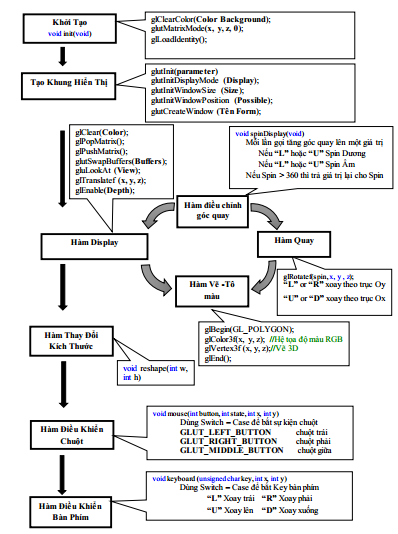 Khởi Tạo
void init(void)
glClearColor(Color Background);
glutMatrixMode(x, y, z, 0);
glLoadIdentity();
Tạo Khung Hiển Thị
glutInit(parameter)
glutInitDisplayMode (Display);
glutInitWindowSize (Size);
glutInitWindowPosition (Possible);
glutCreateWindow (Tên Form);
glClear(Color);
glPopMatrix();
glPushMatrix();
glutSwapBuffers(Buffers);
gluLookAt (View);
glTranslatef (x, y, z);
glEnable(Depth);
void spinDisplay(void)
Mỗi lần gọi tăng góc quay lên một giá trị
Nếu “L” hoặc “U” Spin Dương
Nếu “L” hoặc “U” Spin Âm
Nếu Spin > 360 thì trả giá trị lại cho Spin
Hàm điều chỉnh
góc quay
Hàm Display
Hàm Quay
glRotatef(spin, x, y , z);
“L” or “R” xoay theo trục Oy
“U” or “D” xoay theo trục Ox
Hàm Vẽ -Tô
màu
glBegin(GL_POLYGON);
glColor3f(x, y, z); //Hệ tọa độ màu RGB
glVertex3f (x, y, z);//Vẽ 3D
glEnd();
Hàm Thay Đổi
Kích Thước
void reshape(int w,
int h)
Hàm Điều Khiển
Chuột
void mouse(int button, int state, int x, int y)
Dùng Switch – Case để bắt sự kiện chuột
GLUT_LEFT_BUTTON chuột trái
GLUT_RIGHT_BUTTON chuột phải
GLUT_MIDDLE_BUTTON chuột giữa
Hàm Điều Khiển
Bàn Phím
void keyboard (unsigned char key, int x, int y)
Dùng Switch – Case để bắt Key bàn phím
“L” Xoay trái “R” Xoay phải
“U” Xoay lên “D” Xoay xuống